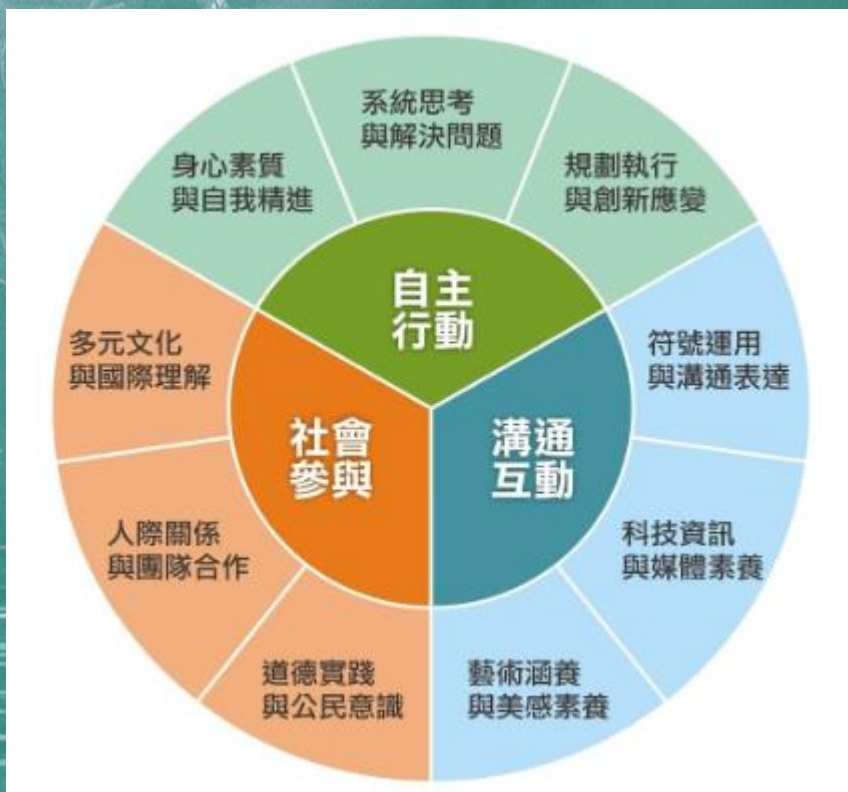 系統思考
與解決問題
規劃執行
與創新應變
身心素質
與自我精進
自主
行動
多元文化
與國際理解
符號運用
與溝通表達
社會
參與
溝通
互動
人際關係
與團隊合作
科技資訊
與媒體素養
道德實踐
與公民意識
藝術涵養
與美感素養